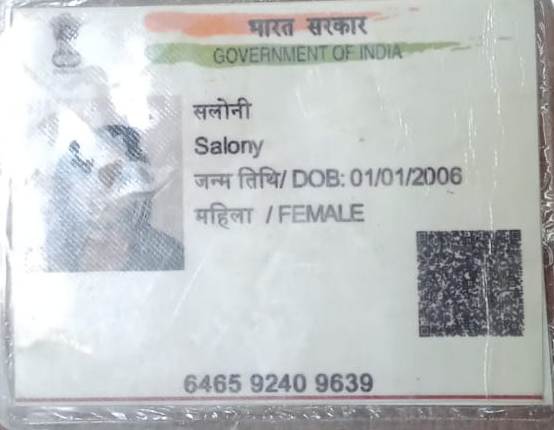 भारत सरकार
GOVERNMENT OF INDIA
सलोनी
Salony
जन्म तिथि/ DOB: 01/01/2006
महिला / FEMALE
6465 9240 9639